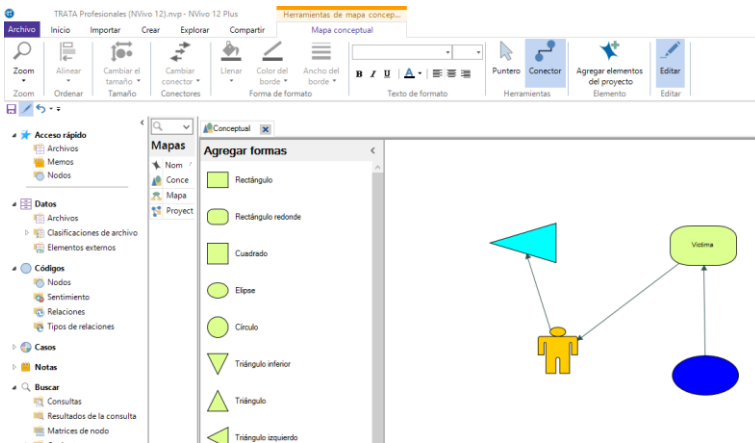 TRATA Profesionales (NVivo 12).nvp - NVivo 12 Plus
Herramientas de mapa concep...
Archivo Inicio Importar Crear Explorar Compartir Mapa conceptual
Zoom Alinear Cambiar el tamaño Cambiar conector Llenar Color del borde Ancho del borde B I U A Puntero Conector Agregar elementos del proyecto Editar
Zoom Ordenar Tamaño Conectores Forma de formato Texto de formato Herramientas Elemento Editar
Acceso rápido
Archivos
Memos
Nodos
Datos
Archivos
Clasificaciones de archivo
Elementos externos
Códigos
Nodos
Sentimiento
Relaciones
Tipos de relaciones
Casos
Notas
Buscar
Consultas
Resultados de la consulta
Matrices de nodo
Mapas
Nom
Conce
Mapa
Proyect
Conceptual
Agregar formas
Rectángulo
Rectángulo redonde
Cuadrado
Elipse
Círculo
Triángulo inferior
Triángulo
Triángulo izquierdo
Victima